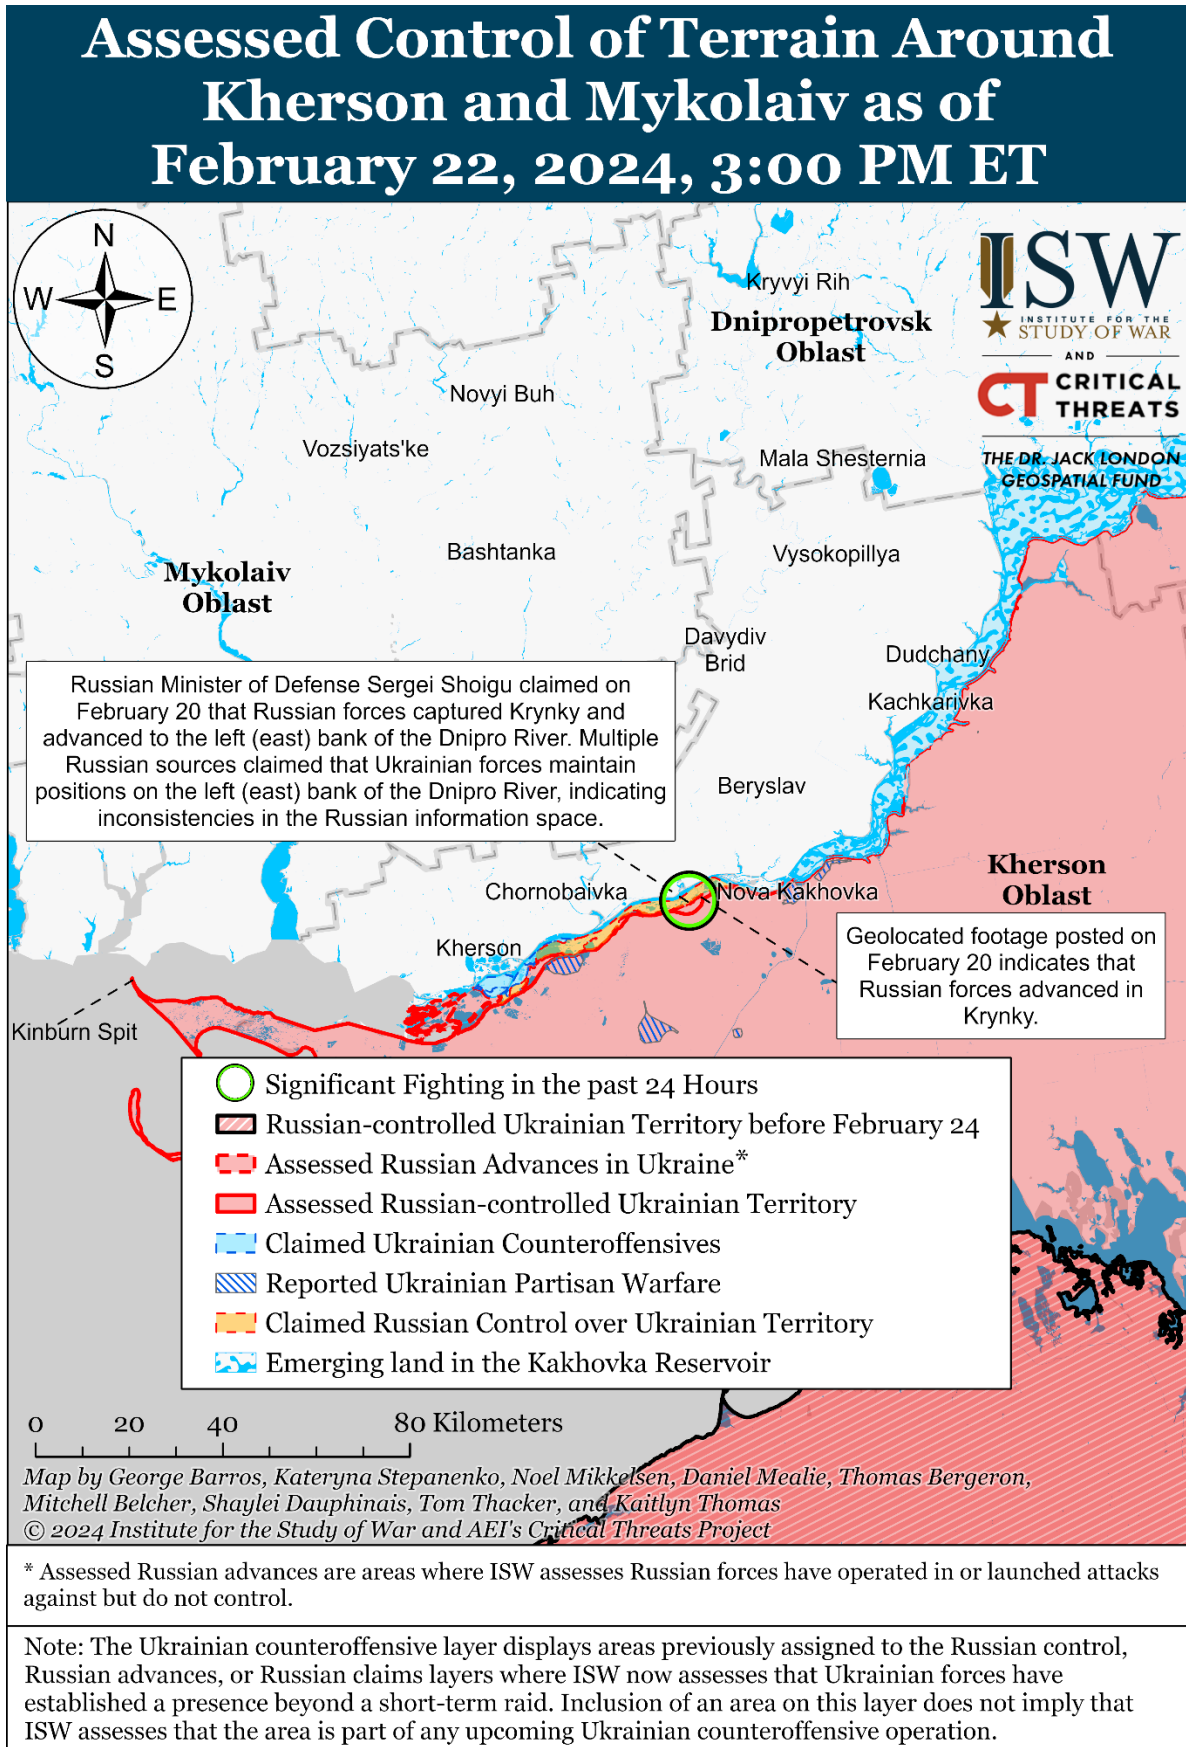 Assessed Control of Terrain Around
Kherson and Mykolaiv as of
February 22, 2024, 3:00 PM ET
N
W
E
S
ISW
INSTITUTE FOR THE
STUDY OF WAR
AND
CT CRITICAL
THREATS
THE DR. JACK LONDON
GEOSPATIAL FUND
Kryvyi Rih
Dnipropetrovsk
Oblast
Novyi Buh
Vozsiyats'ke
Mala Shesternia
Bashtanka
Vysokopillya
Mykolaiv
Oblast
Davydiv
Brid
Dudchany
Kachkarivka
Russian Minister of Defense Sergei Shoigu claimed on
February 20 that Russian forces captured Krynky and
advanced to the left (east) bank of the Dnipro River. Multiple
Russian sources claimed that Ukrainian forces maintain
positions on the left (east) bank of the Dnipro River, indicating
inconsistencies in the Russian information space.
Beryslav
Kherson
Oblast
Chornobaivka
Nova Kakhovka
Kherson
Geolocated footage posted on
February 20 indicates that
Russian forces advanced in
Krynky.
Kinburn Spit
Significant Fighting in the past 24 Hours
Russian-controlled Ukrainian Territory before February 24
Assessed Russian Advances in Ukraine*
Assessed Russian-controlled Ukrainian Territory
Claimed Ukrainian Counteroffensives
Reported Ukrainian Partisan Warfare
Claimed Russian Control over Ukrainian Territory
Emerging land in the Kakhovka Reservoir
0 20 40 80 Kilometers
Map by George Barros, Kateryna Stepanenko, Noel Mikkelsen, Daniel Mealie, Thomas Bergeron,
Mitchell Belcher, Shaylei Dauphinais, Tom Thacker, and Kaitlyn Thomas
© 2024 Institute for the Study of War and AEI's Critical Threats Project
* Assessed Russian advances are areas where ISW assesses Russian forces have operated in or launched attacks
against but do not control.
Note: The Ukrainian counteroffensive layer displays areas previously assigned to the Russian control,
Russian advances, or Russian claims layers where ISW now assesses that Ukrainian forces have
established a presence beyond a short-term raid. Inclusion of an area on this layer does not imply that
ISW assesses that the area is part of any upcoming Ukrainian counteroffensive operation.